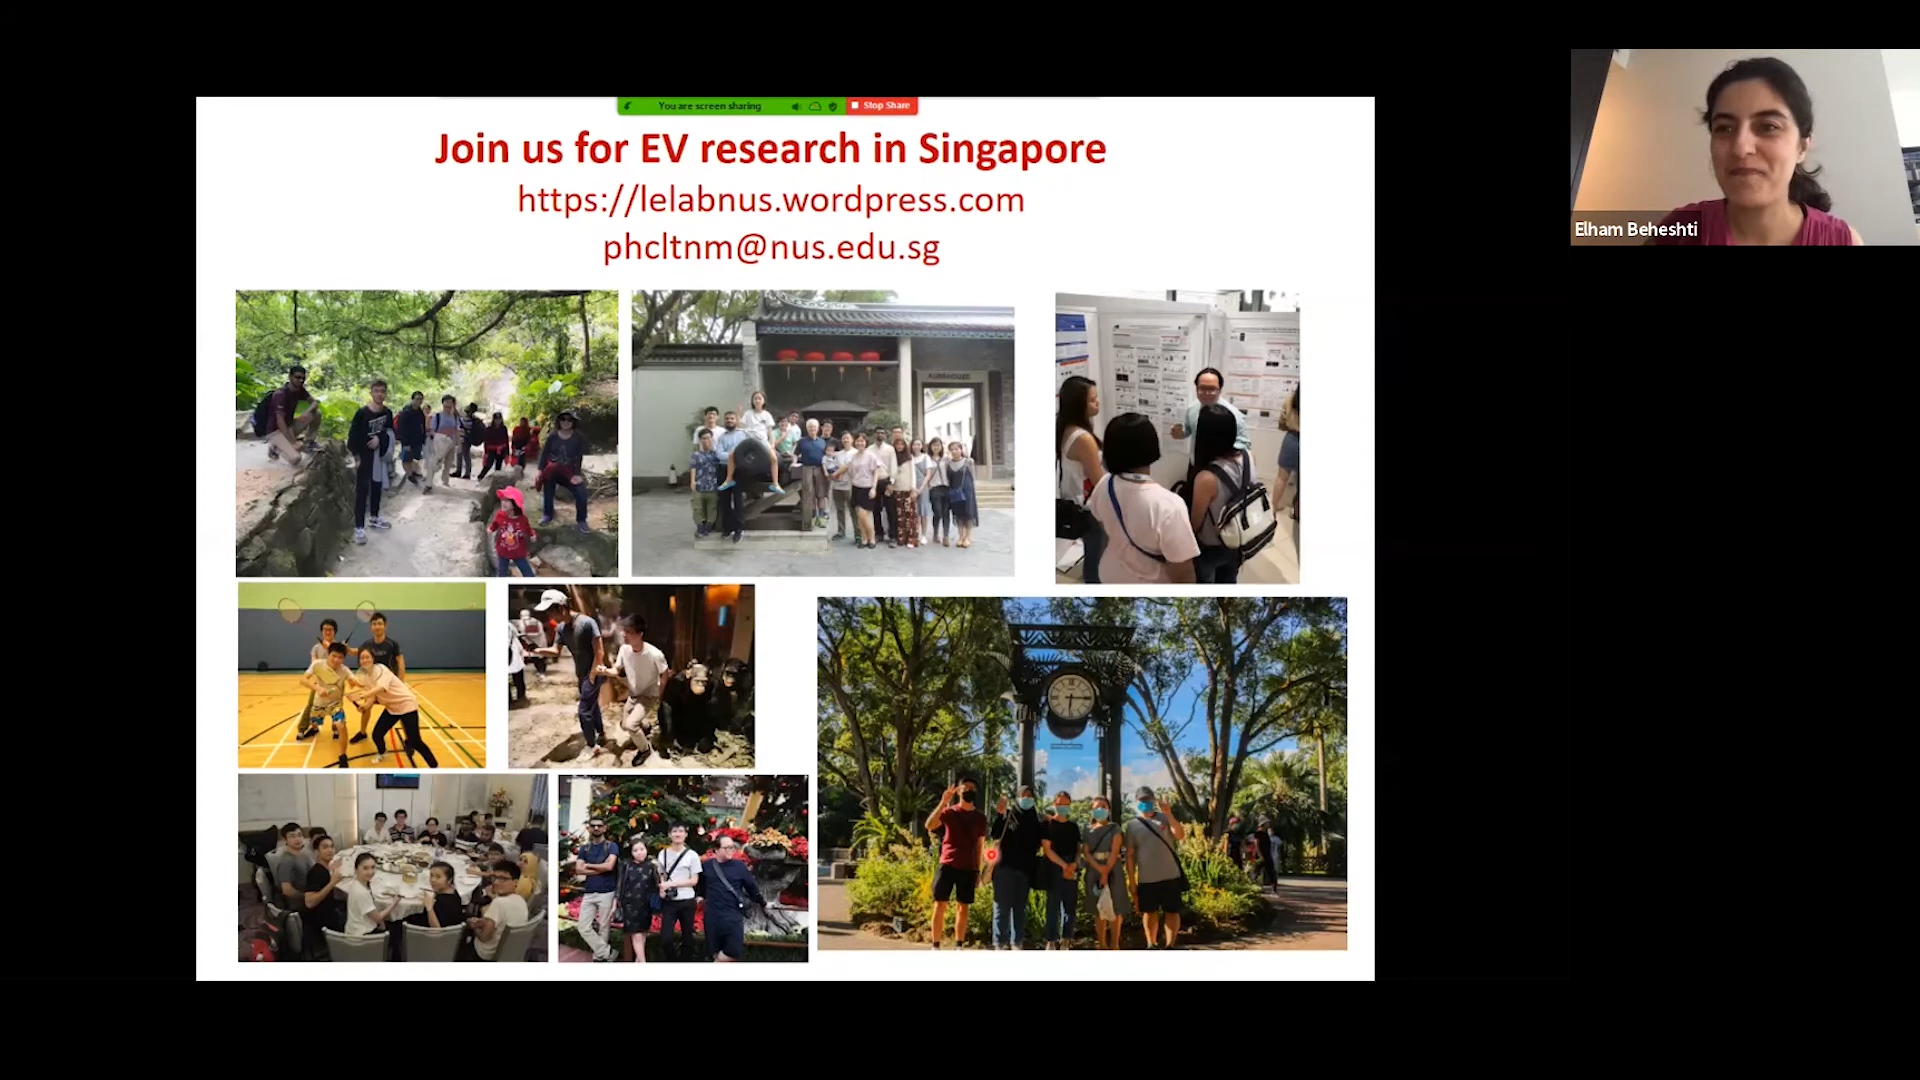 You are screen sharing
Stop Share
Join us for EV research in Singapore
https://lelabnus.wordpress.com
phcltnm@nus.edu.sg
Elham Beheshti